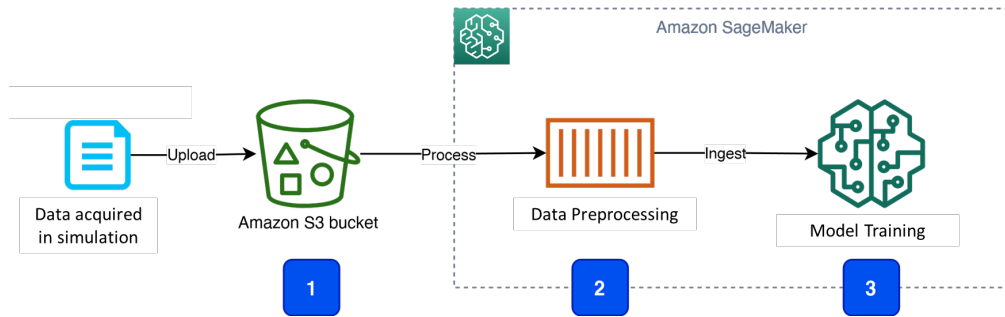 Amazon SageMaker
Upload
Process
Ingest
Data acquired
in simulation
Amazon S3 bucket
Data Preprocessing
Model Training
1
2
3